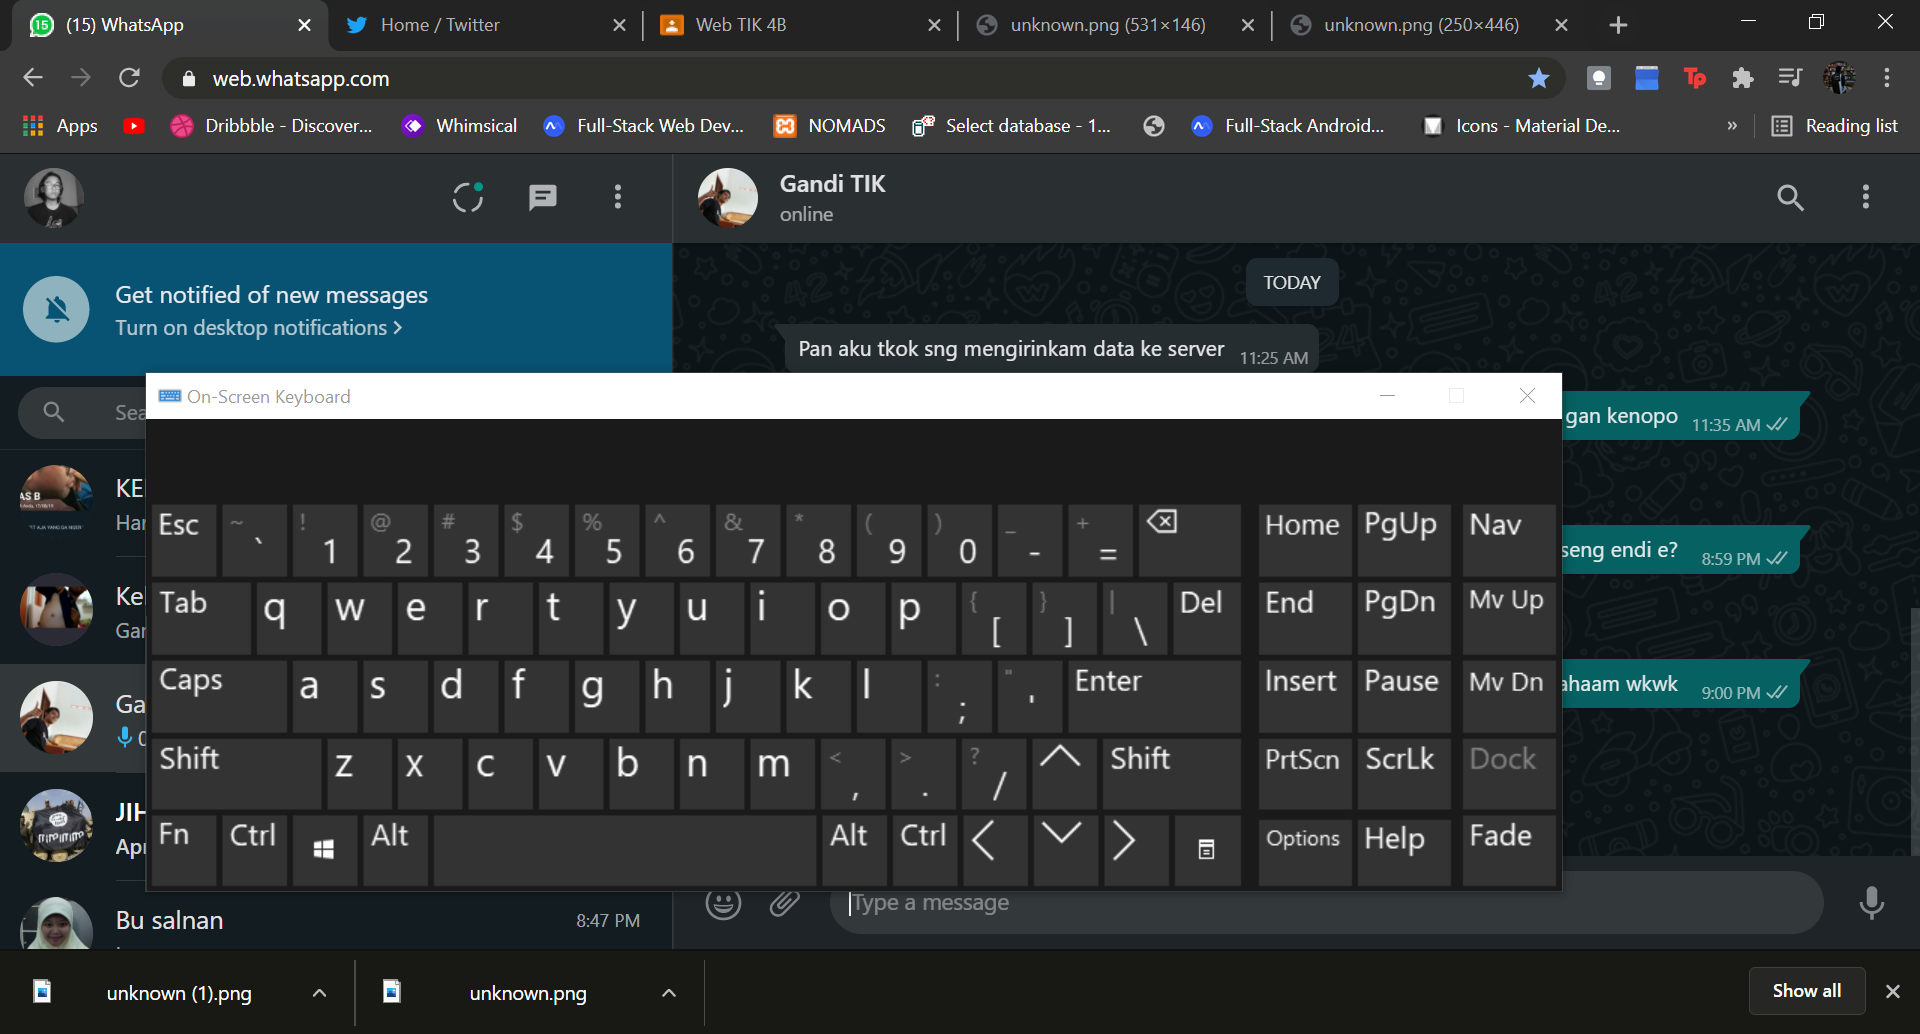 (15) WhatsApp
Home / Twitter
Web TIK 4B
unknown.png (531×146)
unknown.png (250×446)
web.whatsapp.com
Apps
Dribbble - Discover...
Whimsical
Full-Stack Web Dev...
NOMADS
Select database - 1...
Full-Stack Android...
Icons - Material De...
»
Reading list
Gandi TIK
online
Get notified of new messages
Turn on desktop notifications >
TODAY
Pan aku tkok sng mengirinkam data ke server 11:25 AM
gan kenopo 11:35 AM
seng endi e? 8:59 PM
ahaam wkwk 9:00 PM
Sea
KE
Har
Ke
Gar
Ga
JIH
Apr
Bu salnan
8:47 PM
On-Screen Keyboard
Esc ~ ` ! 1 @ 2 # 3 $ 4 % 5 ^ 6 & 7 * 8 ( 9 ) 0 _ - + = Home PgUp Nav
Tab q w e r t y u i o p { [ } ] | \ Del End PgDn Mv Up
Caps a s d f g h j k l : ; " ' Enter Insert Pause Mv Dn
Shift z x c v b n m < , > . ? / Shift PrtScn ScrLk Dock
Fn Ctrl Alt Alt Ctrl Options Help Fade
Type a message
unknown (1).png
unknown.png
Show all